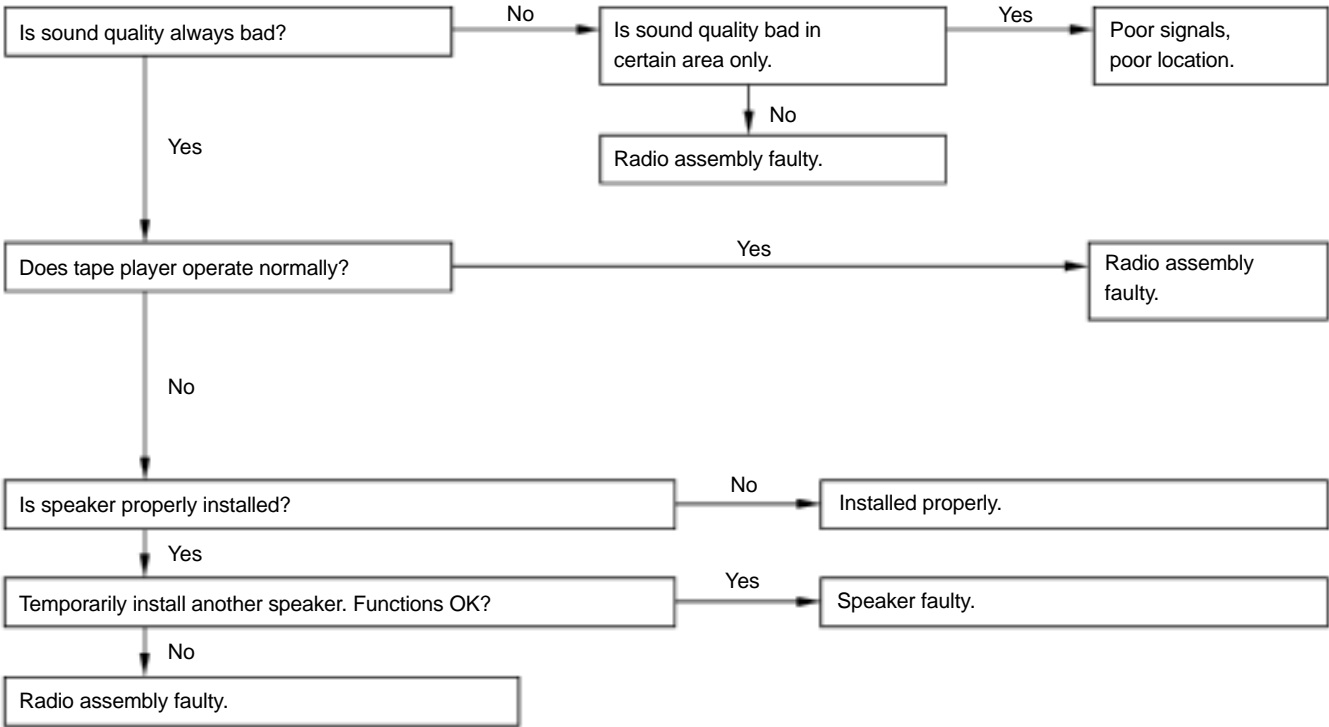 Is sound quality always bad?
No
Is sound quality bad in
certain area only.
Yes
Poor signals,
poor location.
No
Radio assembly faulty.
Yes
Does tape player operate normally?
Yes
Radio assembly
faulty.
No
Is speaker properly installed?
No
Installed properly.
Yes
Temporarily install another speaker. Functions OK?
Yes
Speaker faulty.
No
Radio assembly faulty.